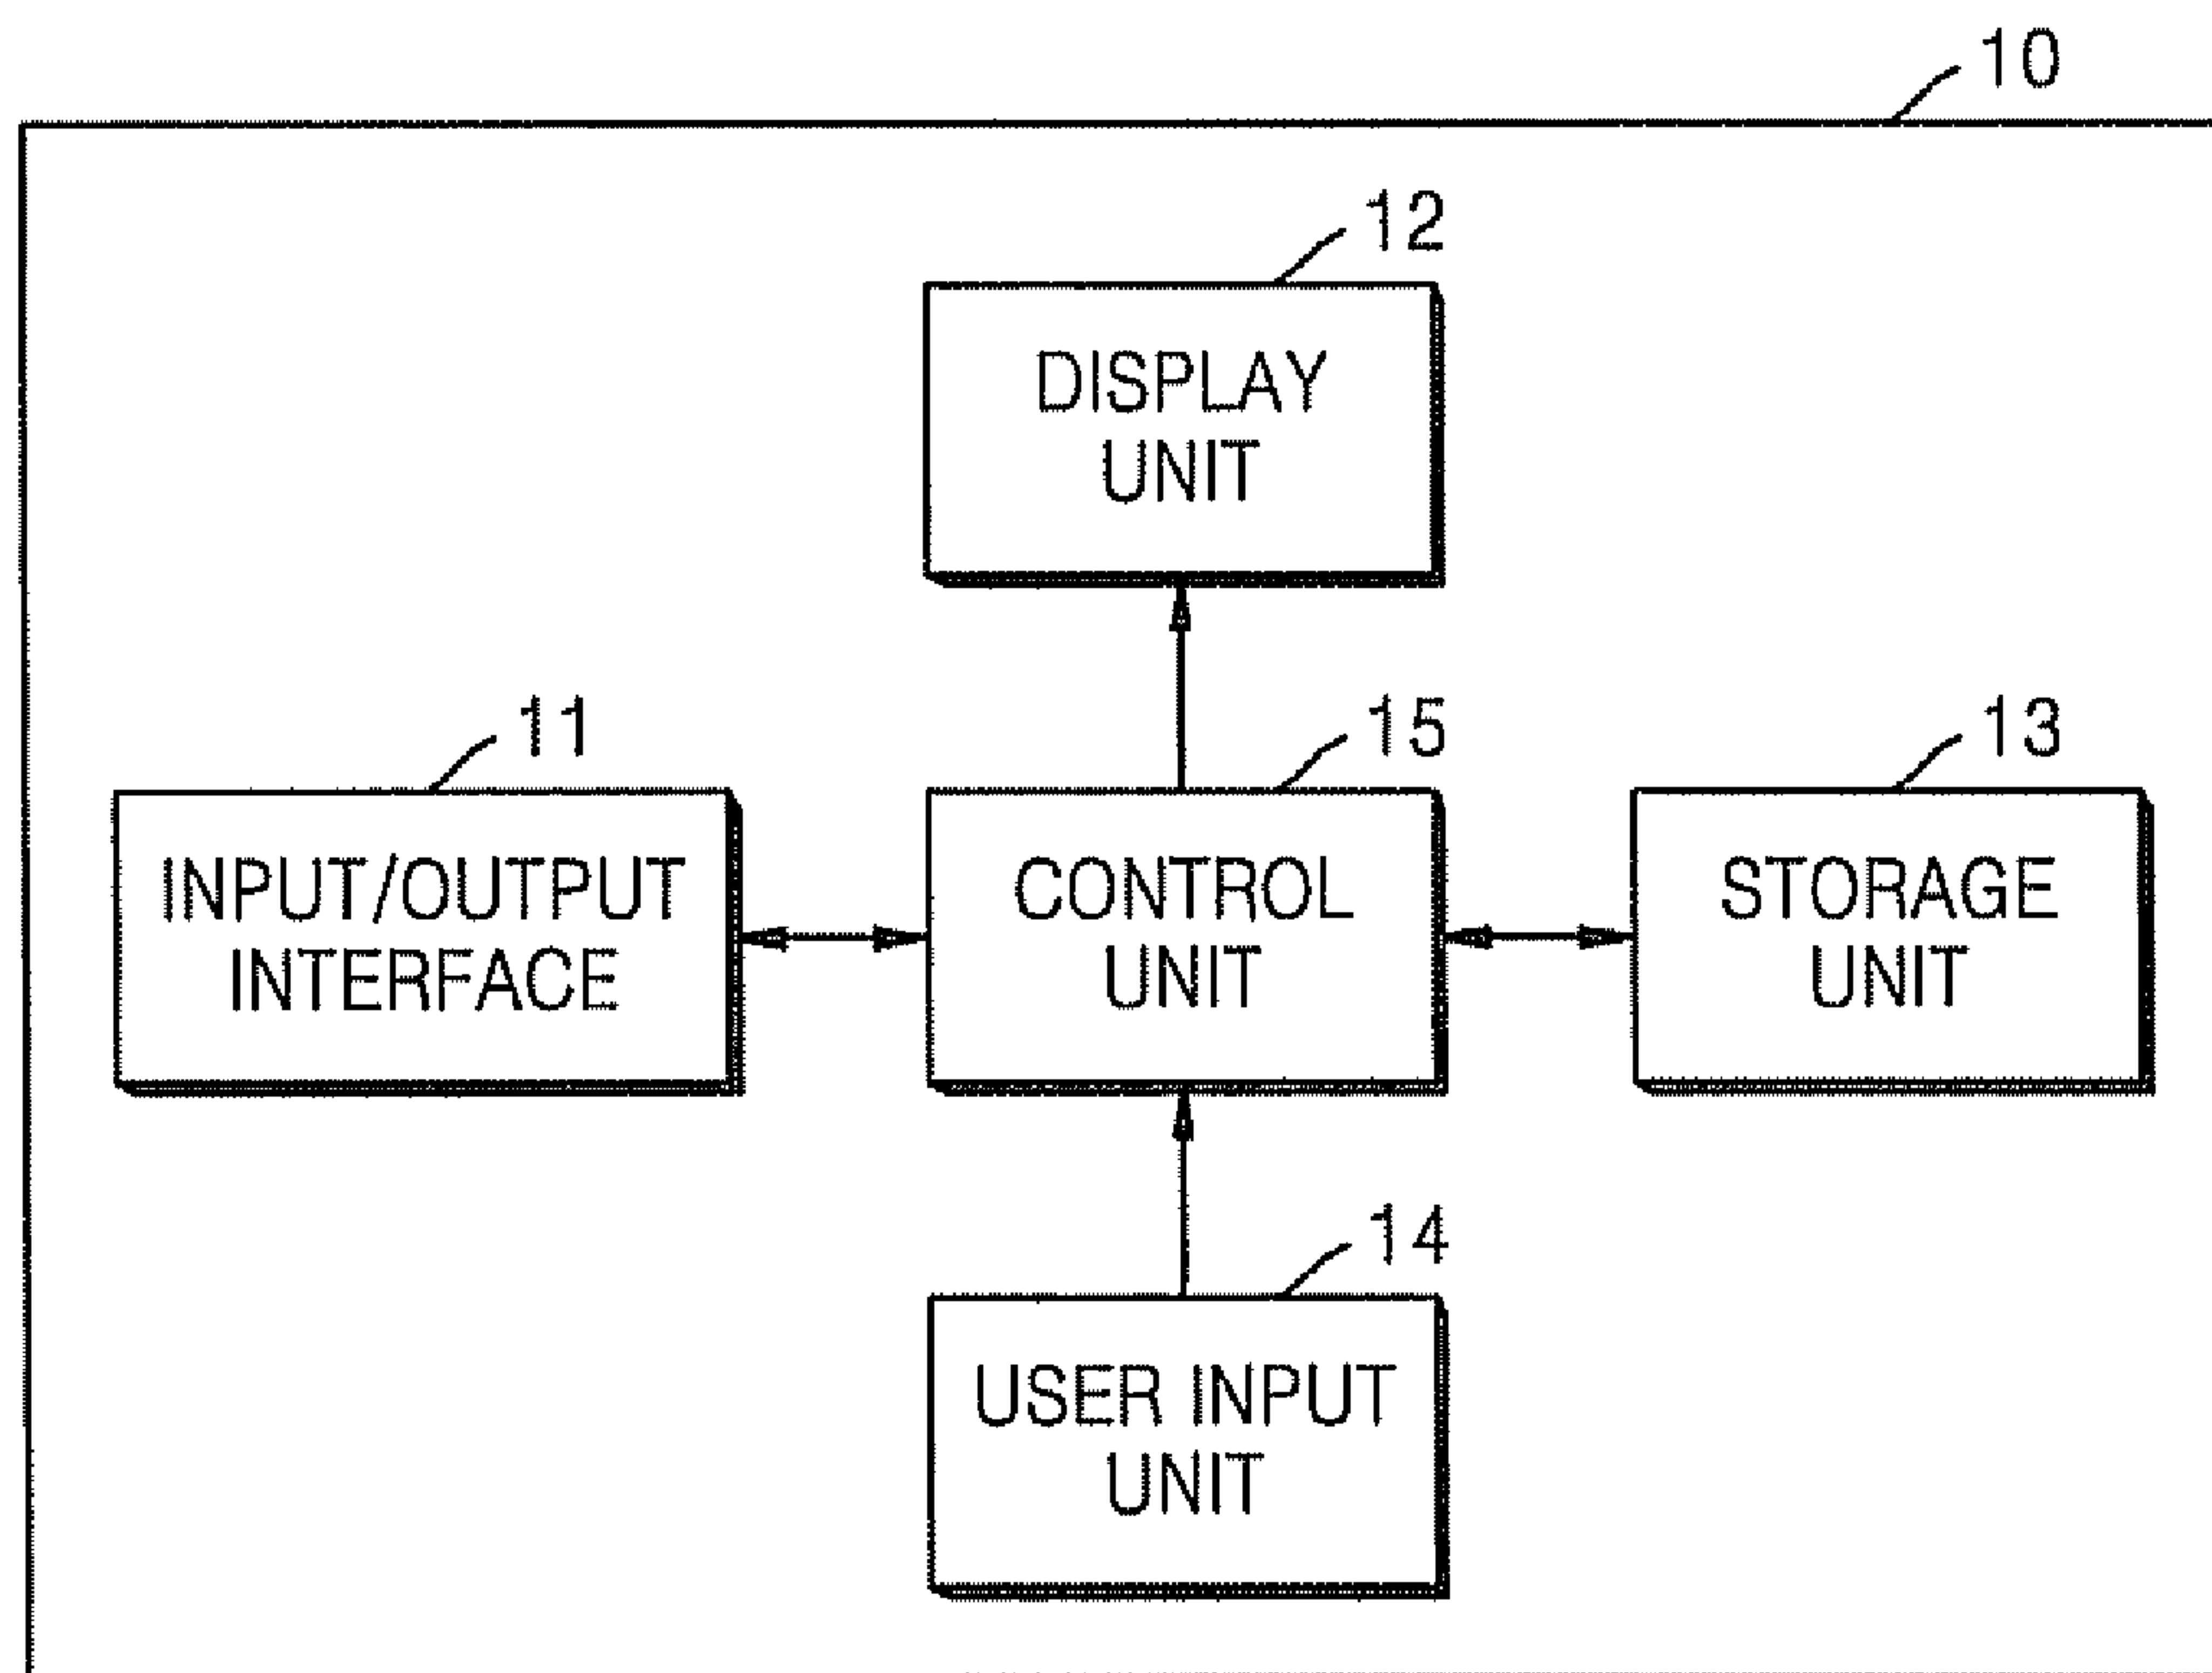 10
12
DISPLAY
UNIT
11
15
13
INPUT/OUTPUT
INTERFACE
CONTROL
UNIT
STORAGE
UNIT
14
USER INPUT
UNIT